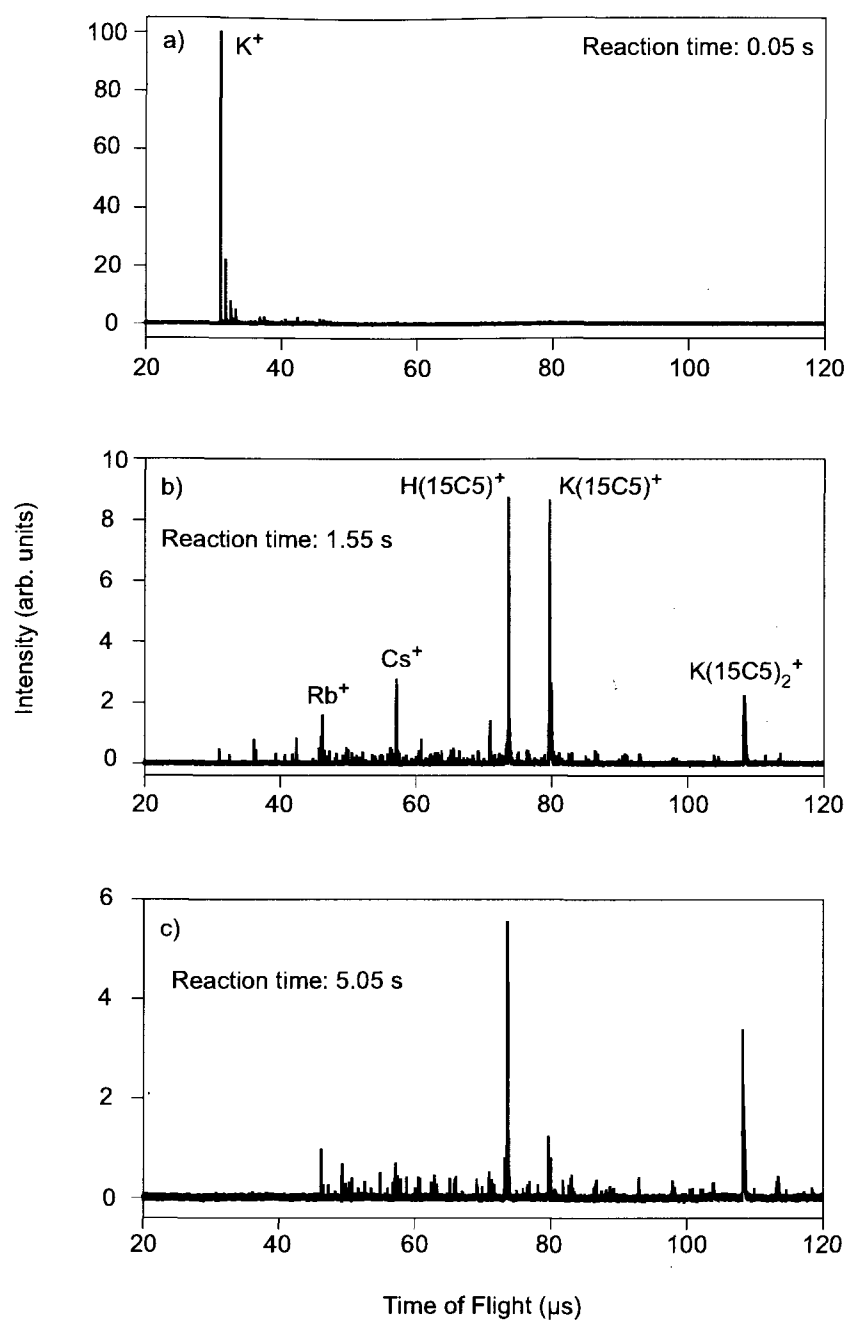 a)
K+
Reaction time: 0.05 s
100
80
60
40
20
0
20 40 60 80 100 120
Intensity (arb. units)
b)
H(15C5)+
K(15C5)+
Reaction time: 1.55 s
Rb+
Cs+
K(15C5)2+
10
8
6
4
2
0
20 40 60 80 100 120
c)
Reaction time: 5.05 s
6
4
2
0
20 40 60 80 100 120
Time of Flight (µs)